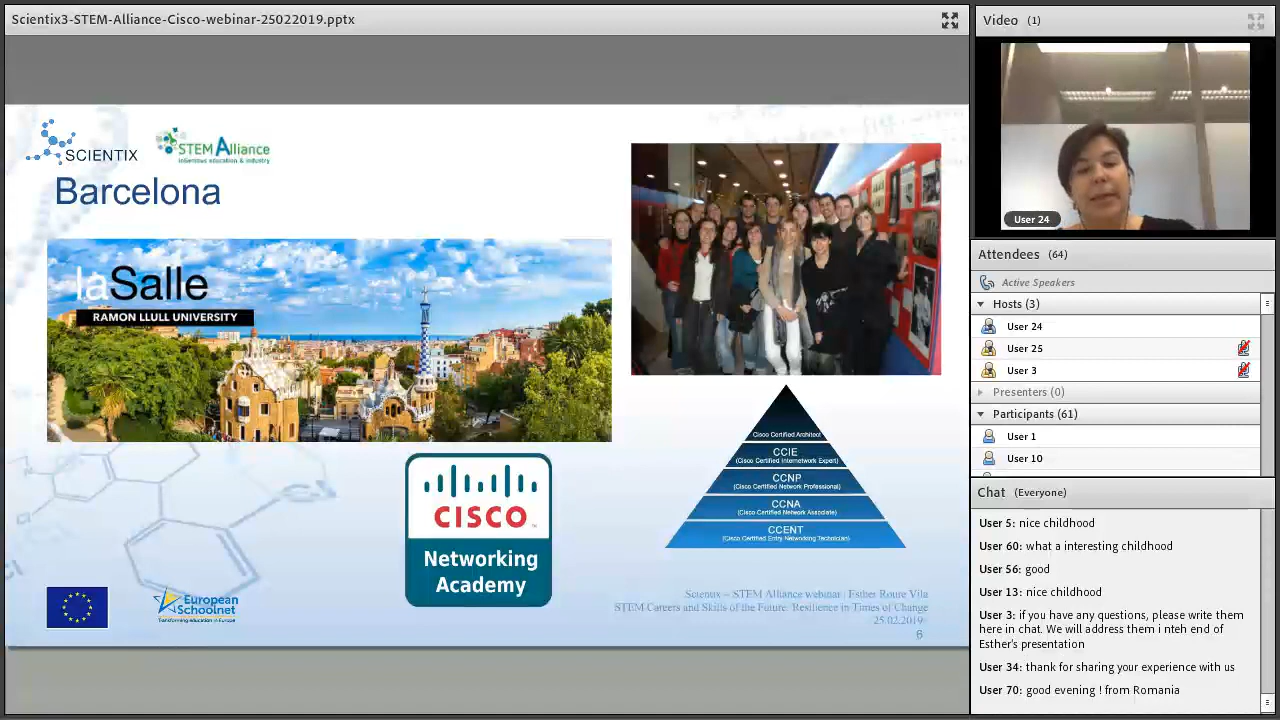 Scientix3-STEM-Alliance-Cisco-webinar-25022019.pptx
SCIENTIX
STEM Alliance
inGenious education & industry
Barcelona
laSalle
RAMON LLULL UNIVERSITY
CISCO
Networking
Academy
Cisco Certified Architect
CCIE
(Cisco Certified Internetwork Expert)
CCNP
(Cisco Certified Network Professional)
CCNA
(Cisco Certified Network Associate)
CCENT
(Cisco Certified Entry Networking Technician)
European
Schoolnet
Transforming education in Europe
Scientix – STEM Alliance webinar | Esther Roure Vila
STEM Careers and Skills of the Future: Resilience in Times of Change
25.02.2019
6
Video (1)
User 24
Attendees (64)
Active Speakers
Hosts (3)
User 24
User 25
User 3
Presenters (0)
Participants (61)
User 1
User 10
Chat (Everyone)
User 5: nice childhood
User 60: what a interesting childhood
User 56: good
User 13: nice childhood
User 3: if you have any questions, please write them
here in chat. We will address them i nteh end of
Esther's presentation
User 34: thank for sharing your experience with us
User 70: good evening ! from Romania